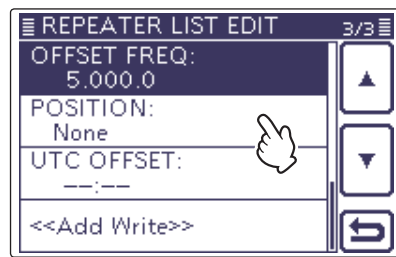 REPEATER LIST EDIT 3/3
OFFSET FREQ:
5.000.0
POSITION:
None
UTC OFFSET:
--:--
<<Add Write>>